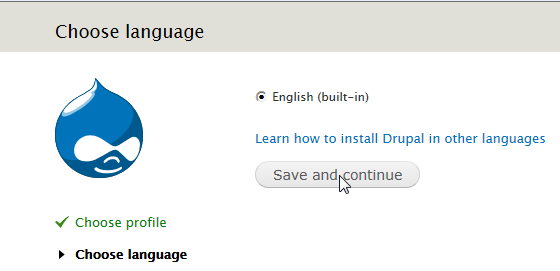 Choose language
English (built-in)
Learn how to install Drupal in other languages
Save and continue
Choose profile
Choose language